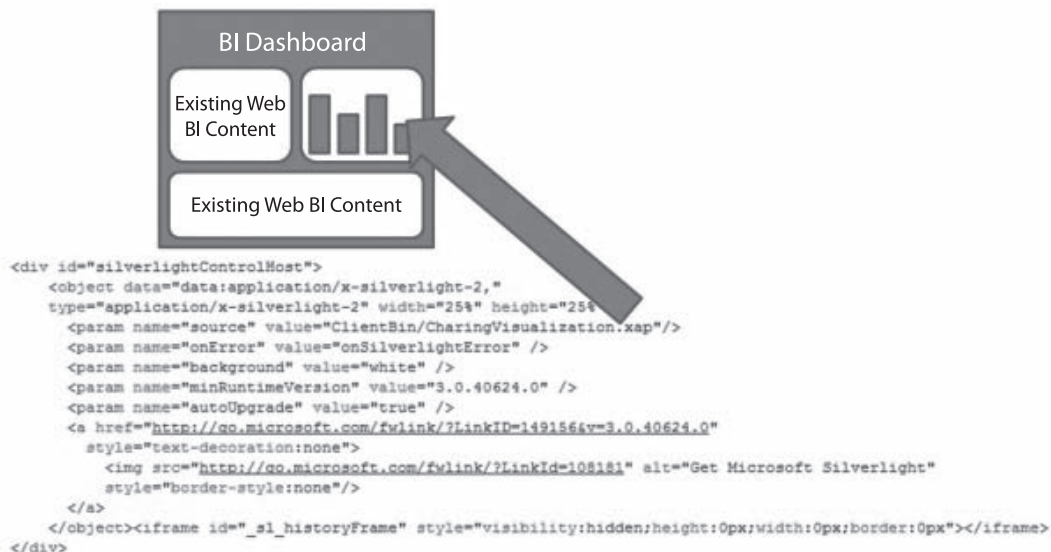 BI Dashboard
Existing Web
BI Content
Existing Web BI Content
<div id="silverlightControlHost">
<object data="data:application/x-silverlight-2,"
type="application/x-silverlight-2" width="25%" height="25%
<param name="source" value="ClientBin/CharingVisualization.xap"/>
<param name="onError" value="onSilverlightError" />
<param name="background" value="white" />
<param name="minRuntimeVersion" value="3.0.40624.0" />
<param name="autoUpgrade" value="true" />
<a href="http://go.microsoft.com/fwlink/?LinkID=149156&v=3.0.40624.0"
style="text-decoration:none">
<img src="http://go.microsoft.com/fwlink/?LinkId=108181" alt="Get Microsoft Silverlight"
style="border-style:none"/>
</a>
</object><iframe id="_sl_historyFrame" style="visibility:hidden;height:0px;width:0px;border:0px"></iframe>
</div>